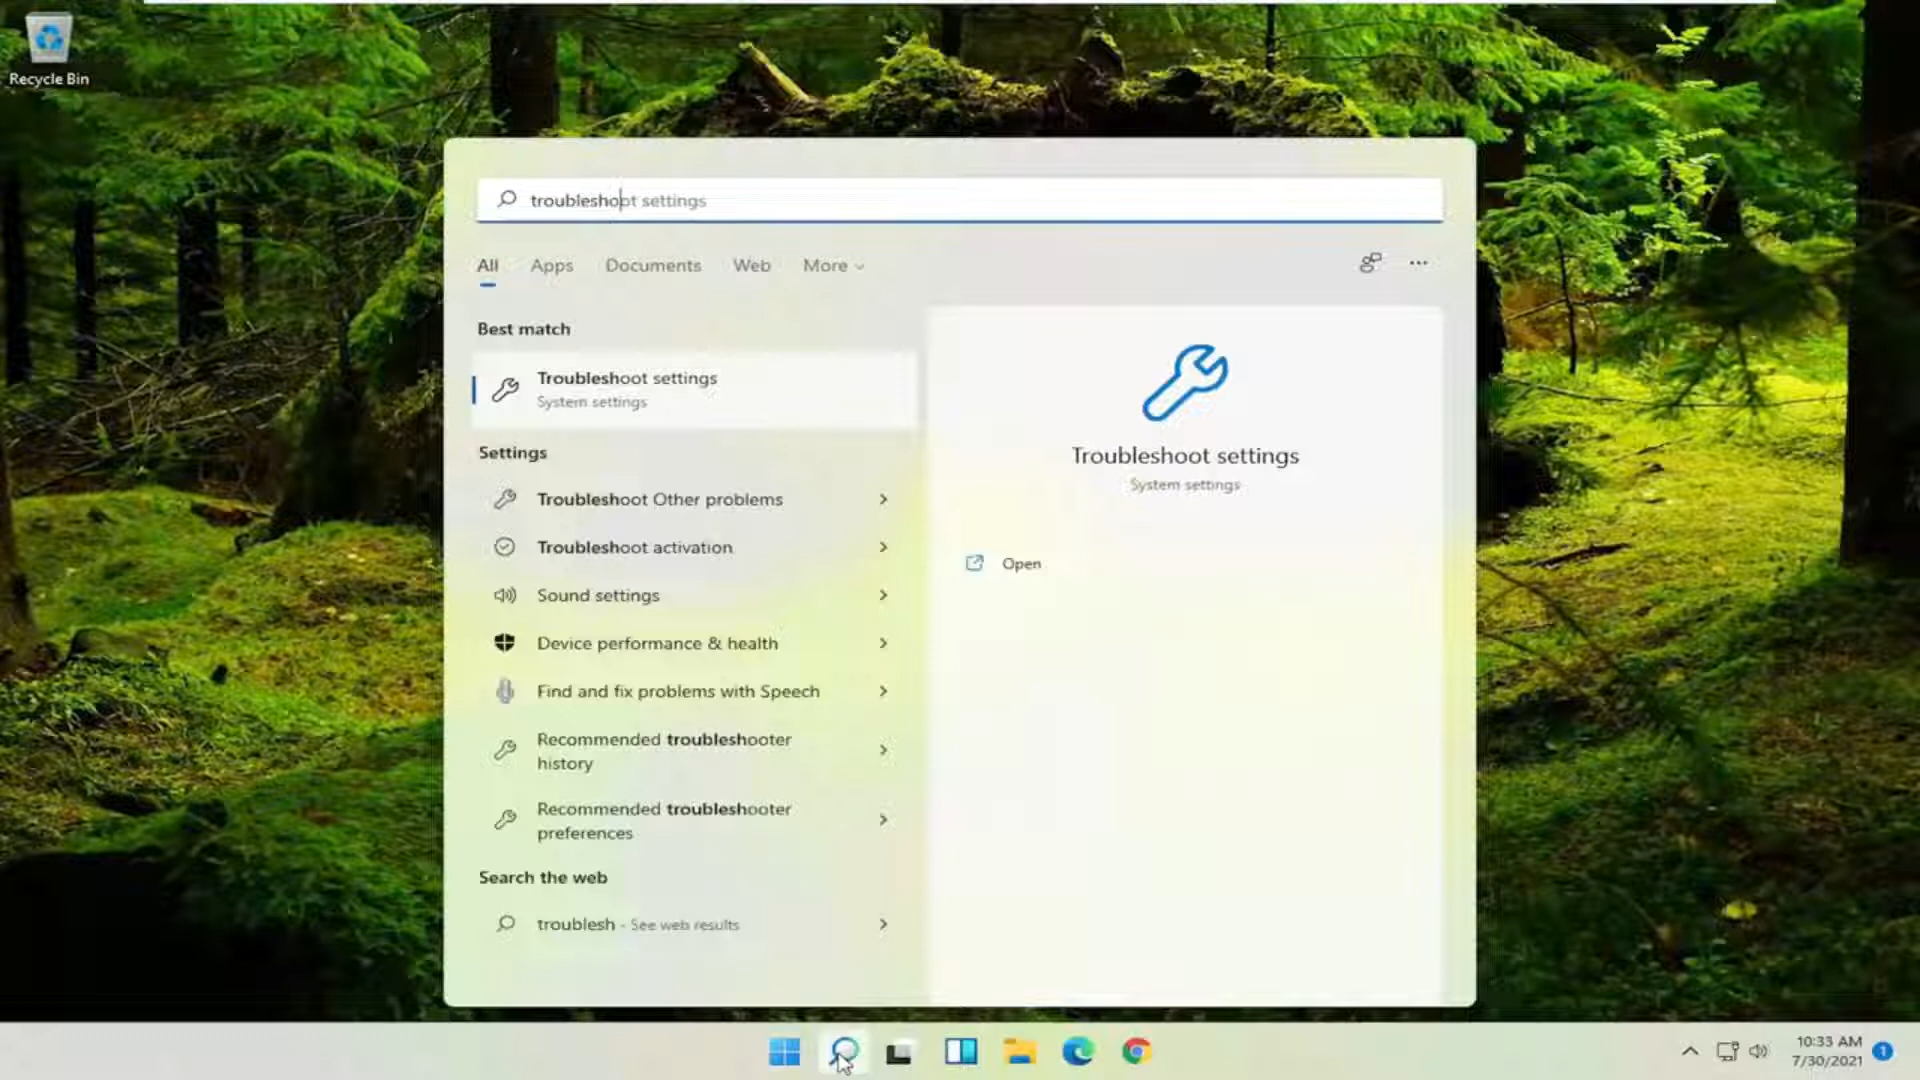 Recycle Bin
troubleshoot settings
All Apps Documents Web More
Best match
Troubleshoot settings
System settings
Settings
Troubleshoot Other problems
Troubleshoot activation
Sound settings
Device performance & health
Find and fix problems with Speech
Recommended troubleshooter
history
Recommended troubleshooter
preferences
Search the web
troublesh - See web results
Troubleshoot settings
System settings
Open
10:33 AM
7/30/2021
1